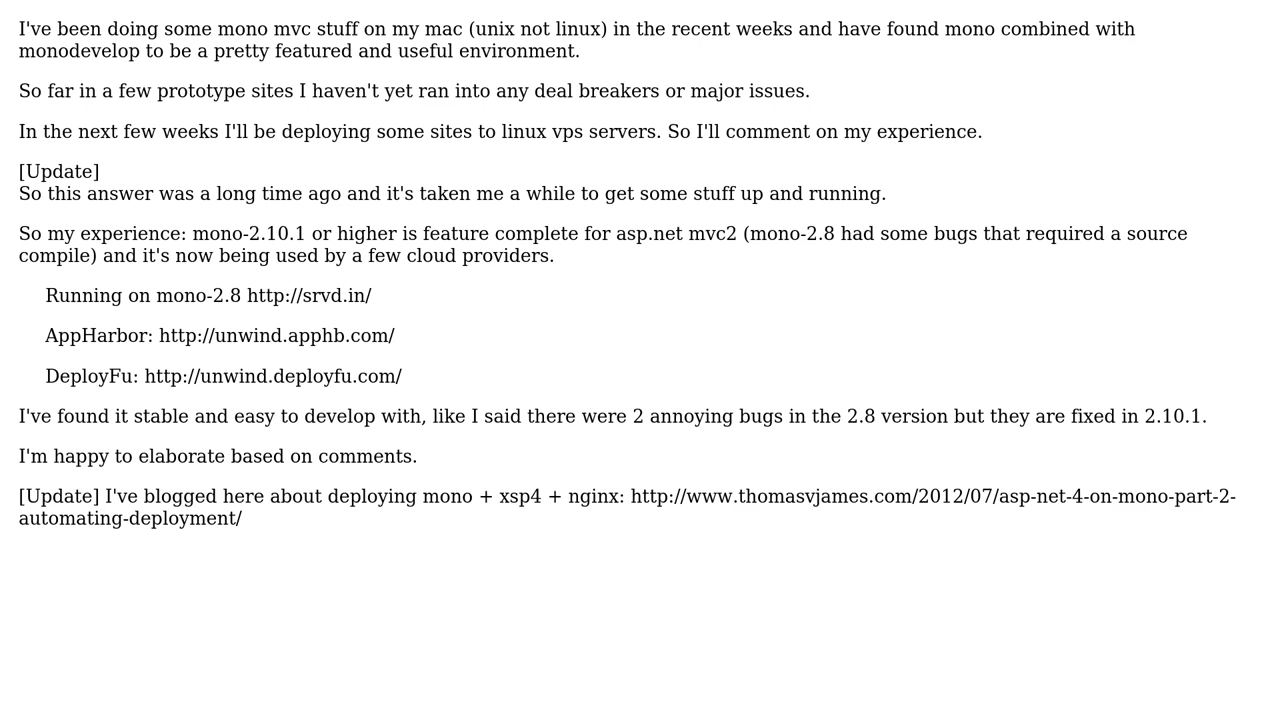 I've been doing some mono mvc stuff on my mac (unix not linux) in the recent weeks and have found mono combined with
monodevelop to be a pretty featured and useful environment.
So far in a few prototype sites I haven't yet ran into any deal breakers or major issues.
In the next few weeks I'll be deploying some sites to linux vps servers. So I'll comment on my experience.
[Update]
So this answer was a long time ago and it's taken me a while to get some stuff up and running.
So my experience: mono-2.10.1 or higher is feature complete for asp.net mvc2 (mono-2.8 had some bugs that required a source
compile) and it's now being used by a few cloud providers.
Running on mono-2.8 http://srvd.in/
AppHarbor: http://unwind.apphb.com/
DeployFu: http://unwind.deployfu.com/
I've found it stable and easy to develop with, like I said there were 2 annoying bugs in the 2.8 version but they are fixed in 2.10.1.
I'm happy to elaborate based on comments.
[Update] I've blogged here about deploying mono + xsp4 + nginx: http://www.thomasvjames.com/2012/07/asp-net-4-on-mono-part-2-
automating-deployment/